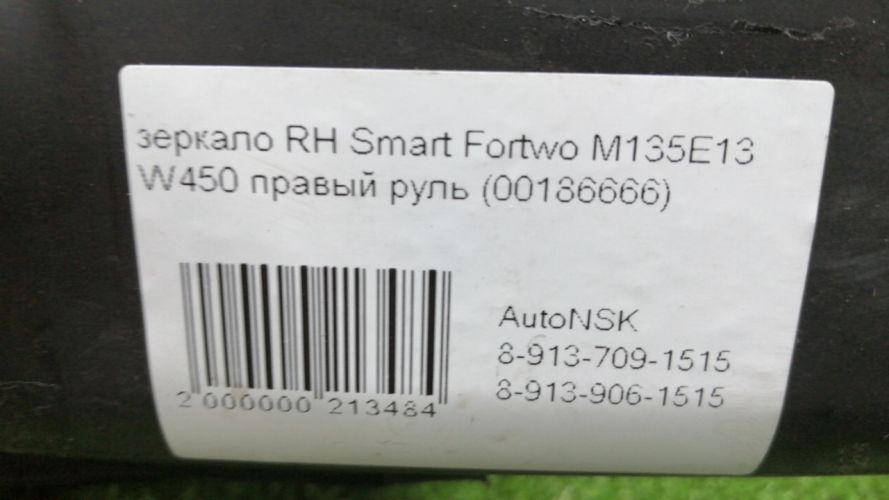 зеркало RH Smart Fortwo M135E13
W450 правый руль (00186666)
AutoNSK
8-913-709-1515
8-913-906-1515
2 000000 213484